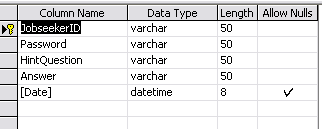 Column Name Data Type Length Allow Nulls
JobseekerID varchar 50
Password varchar 50
HintQuestion varchar 50
Answer varchar 50
[Date] datetime 8 ✓